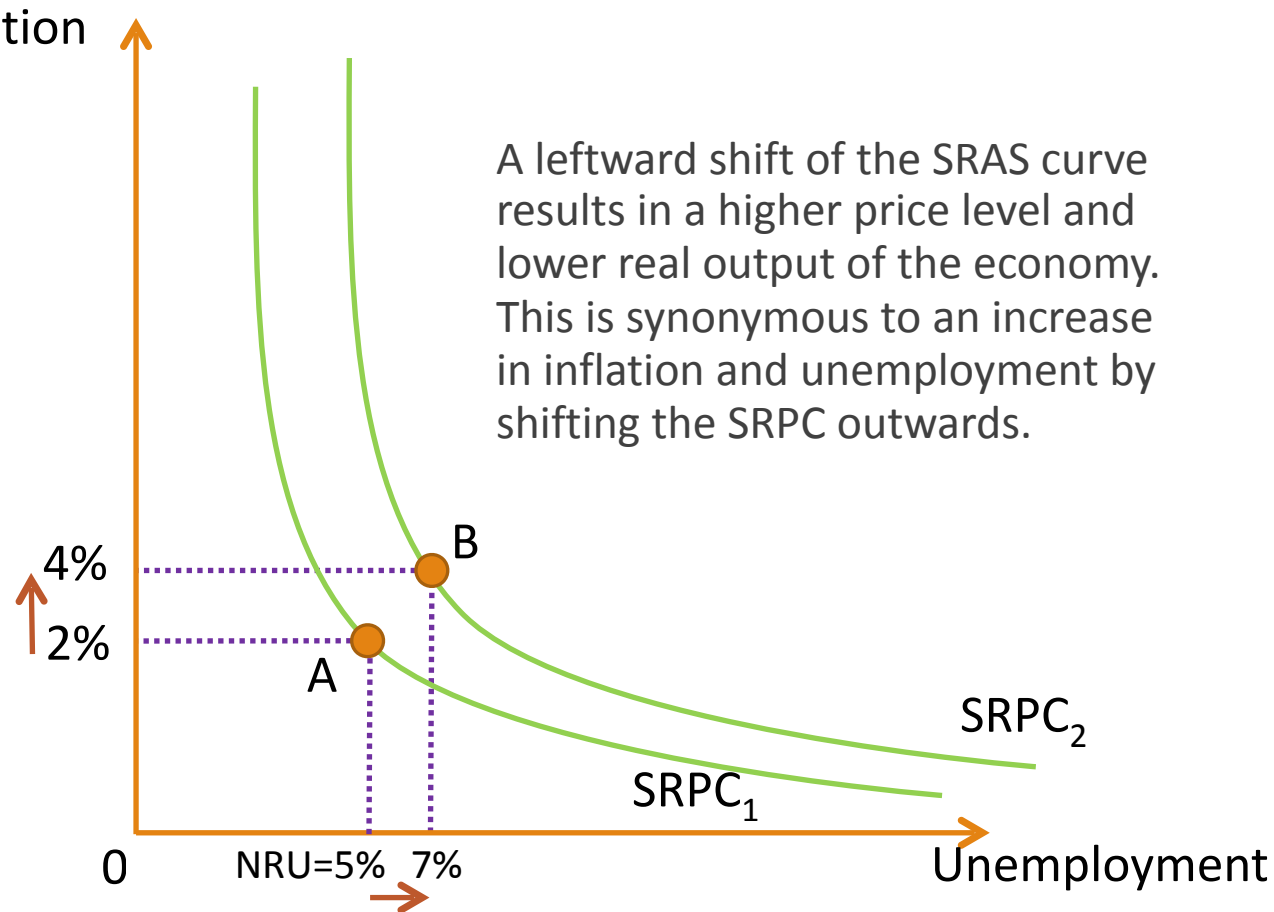 tion
A leftward shift of the SRAS curve
results in a higher price level and
lower real output of the economy.
This is synonymous to an increase
in inflation and unemployment by
shifting the SRPC outwards.
B
4%
2%
A
SRPC₂
SRPC₁
0 NRU=5% 7% Unemployment